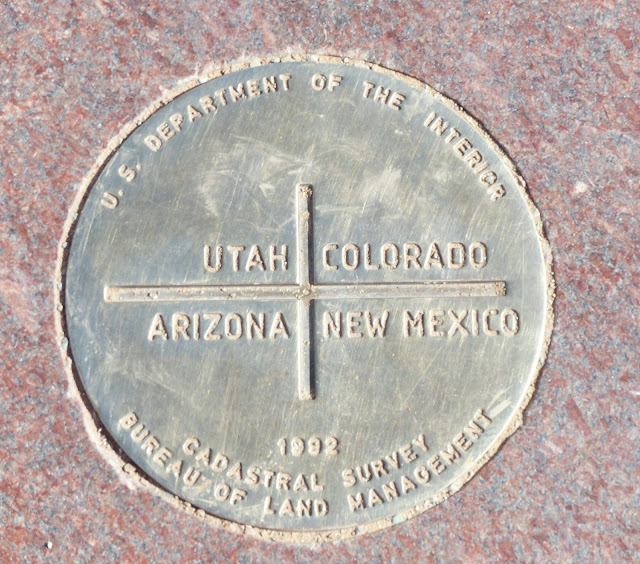 U. S. DEPARTMENT OF THE INTERIOR
UTAH COLORADO
ARIZONA NEW MEXICO
1992
CADASTRAL SURVEY
BUREAU OF LAND MANAGEMENT